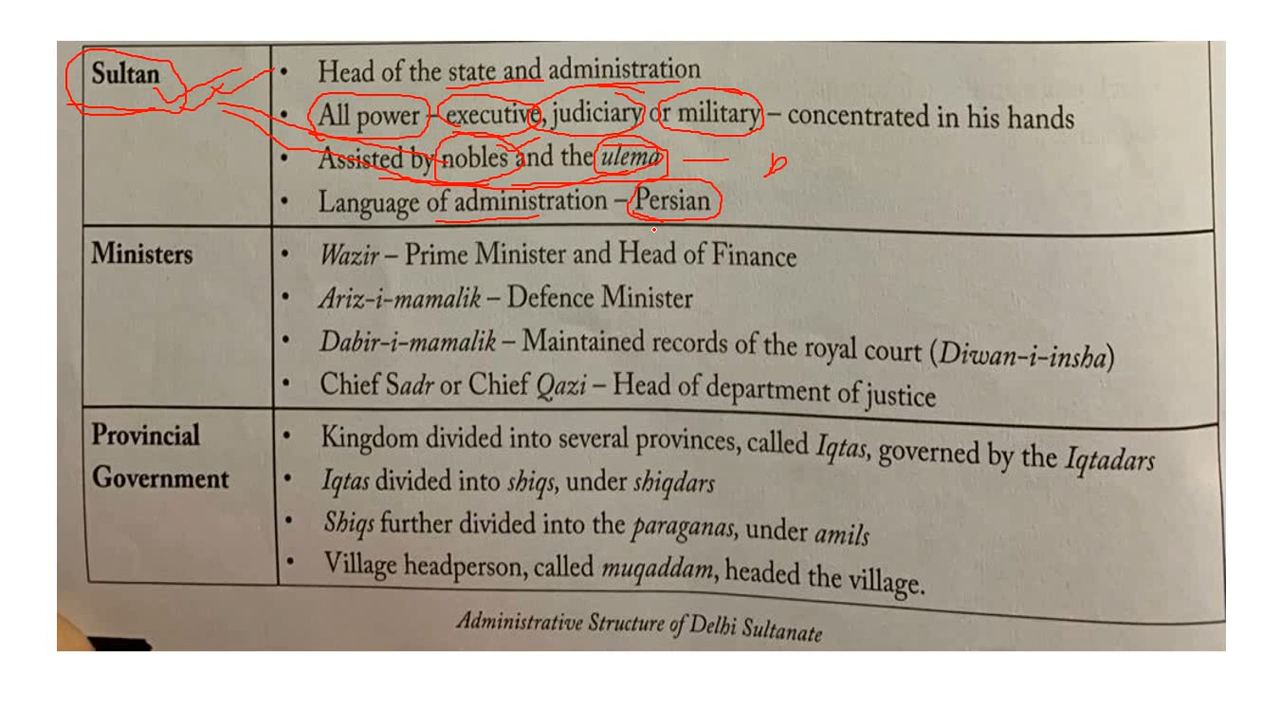 Sultan
• Head of the state and administration
• All power – executive, judiciary or military – concentrated in his hands
• Assisted by nobles and the ulema
• Language of administration – Persian
Ministers
• Wazir – Prime Minister and Head of Finance
• Ariz-i-mamalik – Defence Minister
• Dabir-i-mamalik – Maintained records of the royal court (Diwan-i-insha)
• Chief Sadr or Chief Qazi – Head of department of justice
Provincial
Government
• Kingdom divided into several provinces, called Iqtas, governed by the Iqtadars
• Iqtas divided into shiqs, under shiqdars
• Shiqs further divided into the paraganas, under amils
• Village headperson, called muqaddam, headed the village.
Administrative Structure of Delhi Sultanate